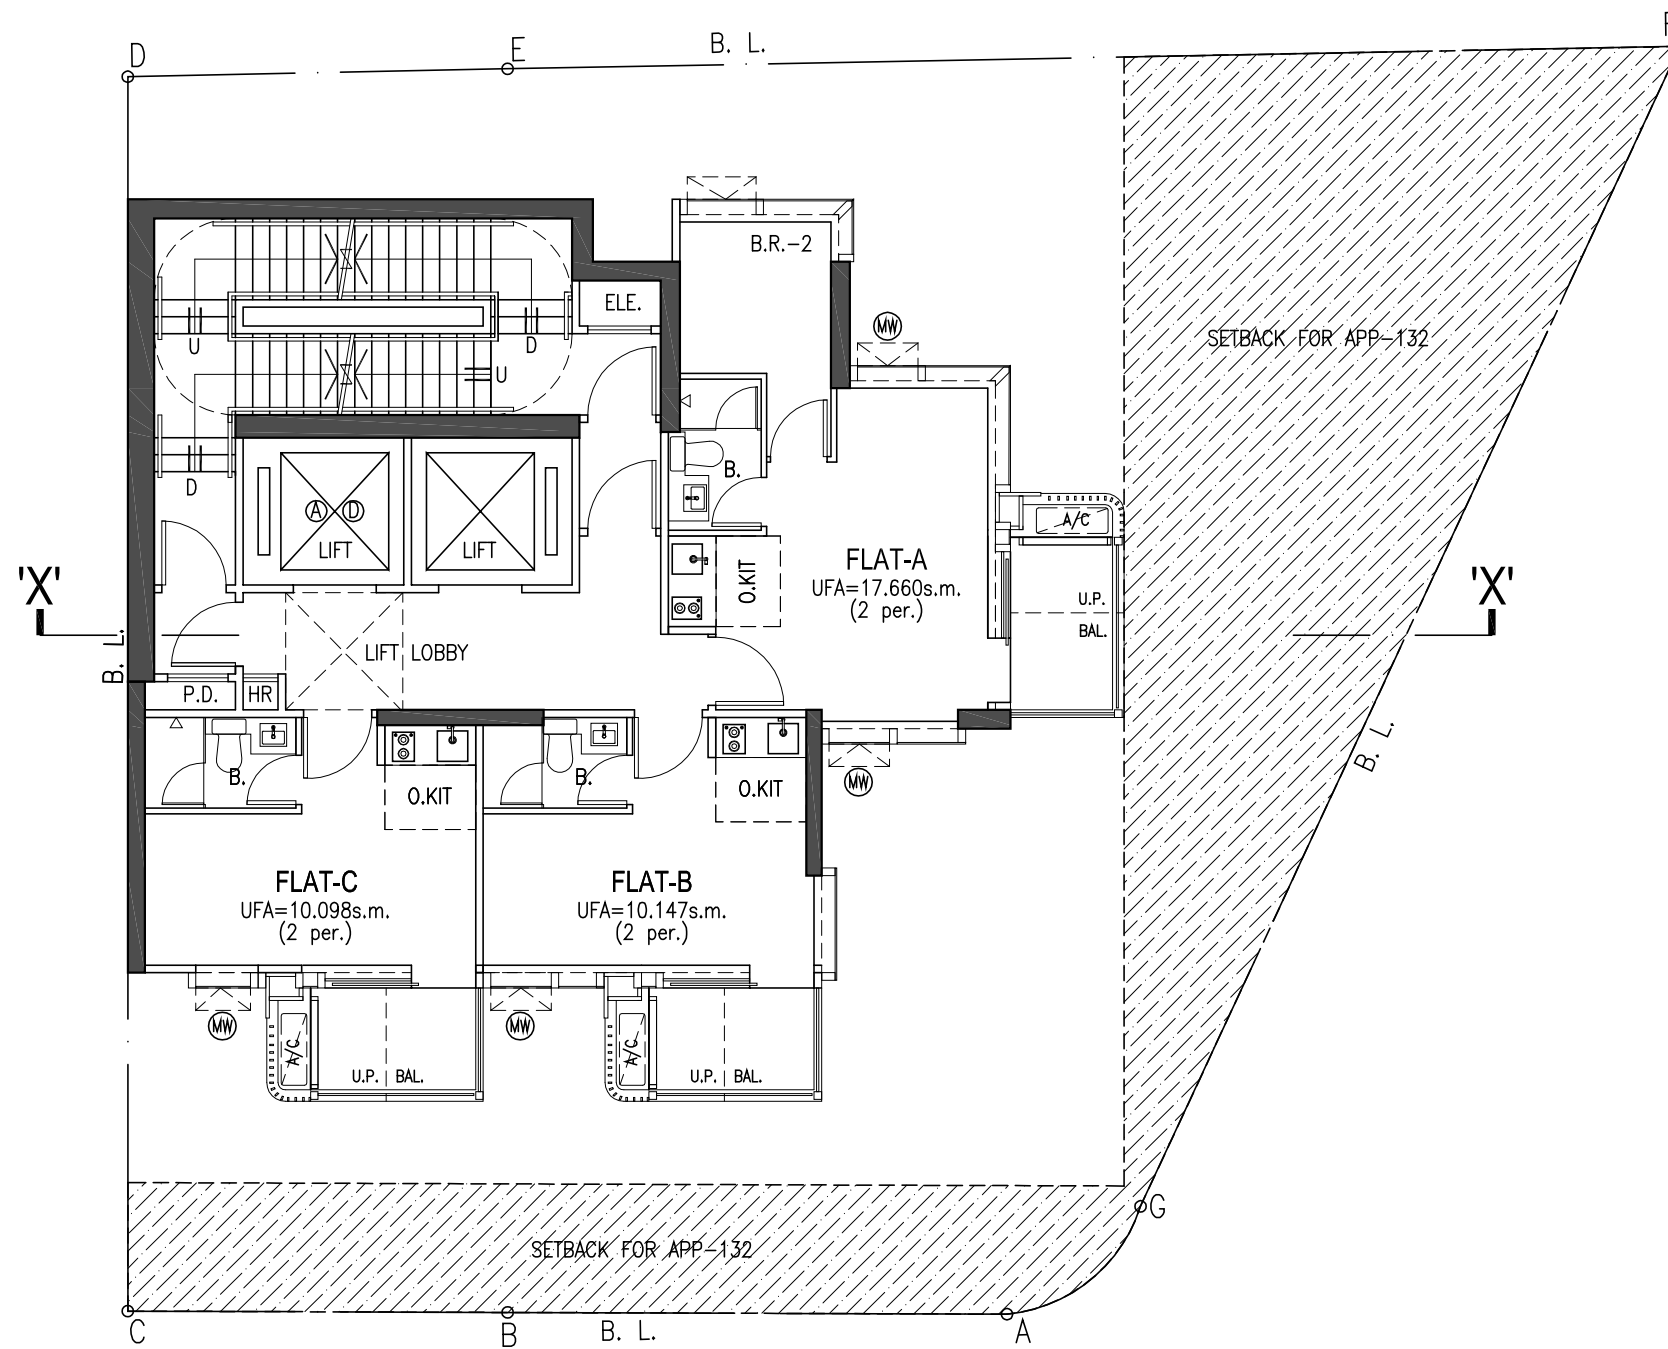 D
E
B. L.
F
B.R.-2
ELE.
MW
SETBACK FOR APP-132
U
D
U
B.
D
A
D
LIFT
LIFT
A/C
O.KIT
FLAT-A
UFA=17.660s.m.
(2 per.)
'X'
'X'
U.P.
BAL.
B. L.
LIFT LOBBY
P.D.
HR
B.
B.
O.KIT
O.KIT
MW
B. L.
FLAT-C
UFA=10.098s.m.
(2 per.)
FLAT-B
UFA=10.147s.m.
(2 per.)
MW
MW
A/C
A/C
U.P.
BAL.
U.P.
BAL.
G
SETBACK FOR APP-132
C
B
B. L.
A